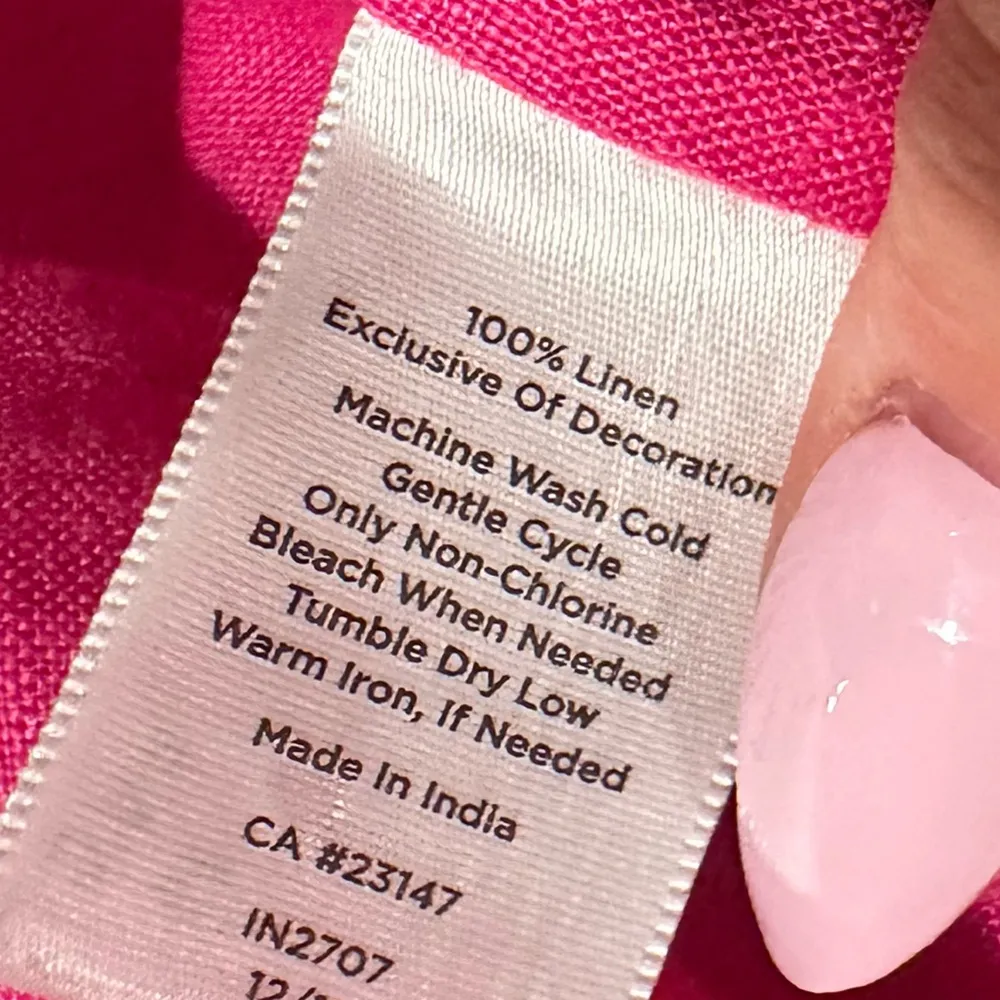 100% Linen
Exclusive Of Decoration
Machine Wash Cold
Gentle Cycle
Only Non-Chlorine
Bleach When Needed
Tumble Dry Low
Warm Iron, If Needed
Made In India
CA #23147
IN2707